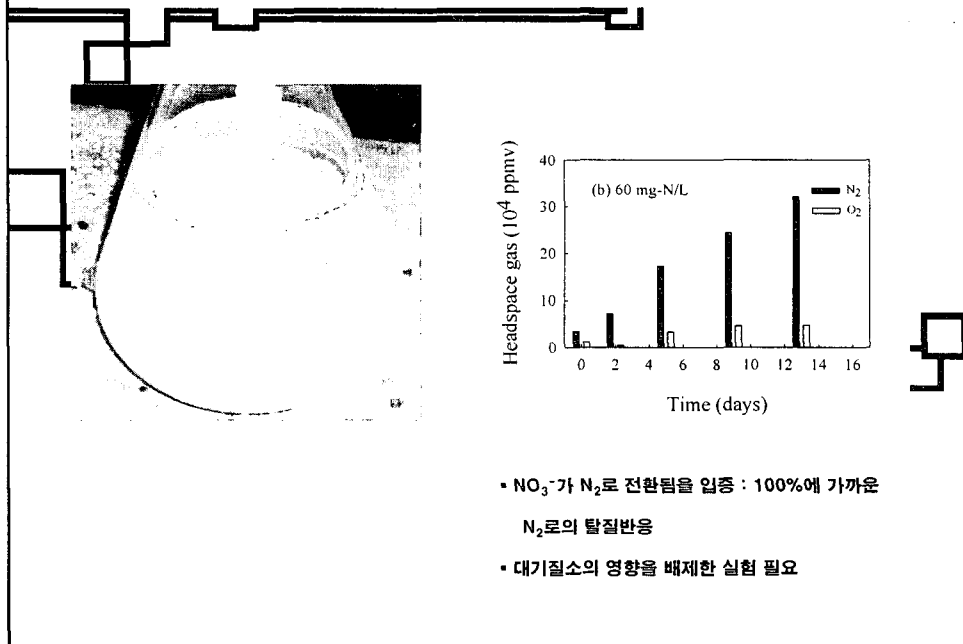 Headspace gas (10⁴ ppmv)
40
30
20
10
0
(b) 60 mg-N/L
N₂
O₂
0 2 4 6 8 10 12 14 16
Time (days)
▪ NO₃⁻가 N₂로 전환됨을 입증 : 100%에 가까운
N₂로의 탈질반응
▪ 대기질소의 영향을 배제한 실험 필요